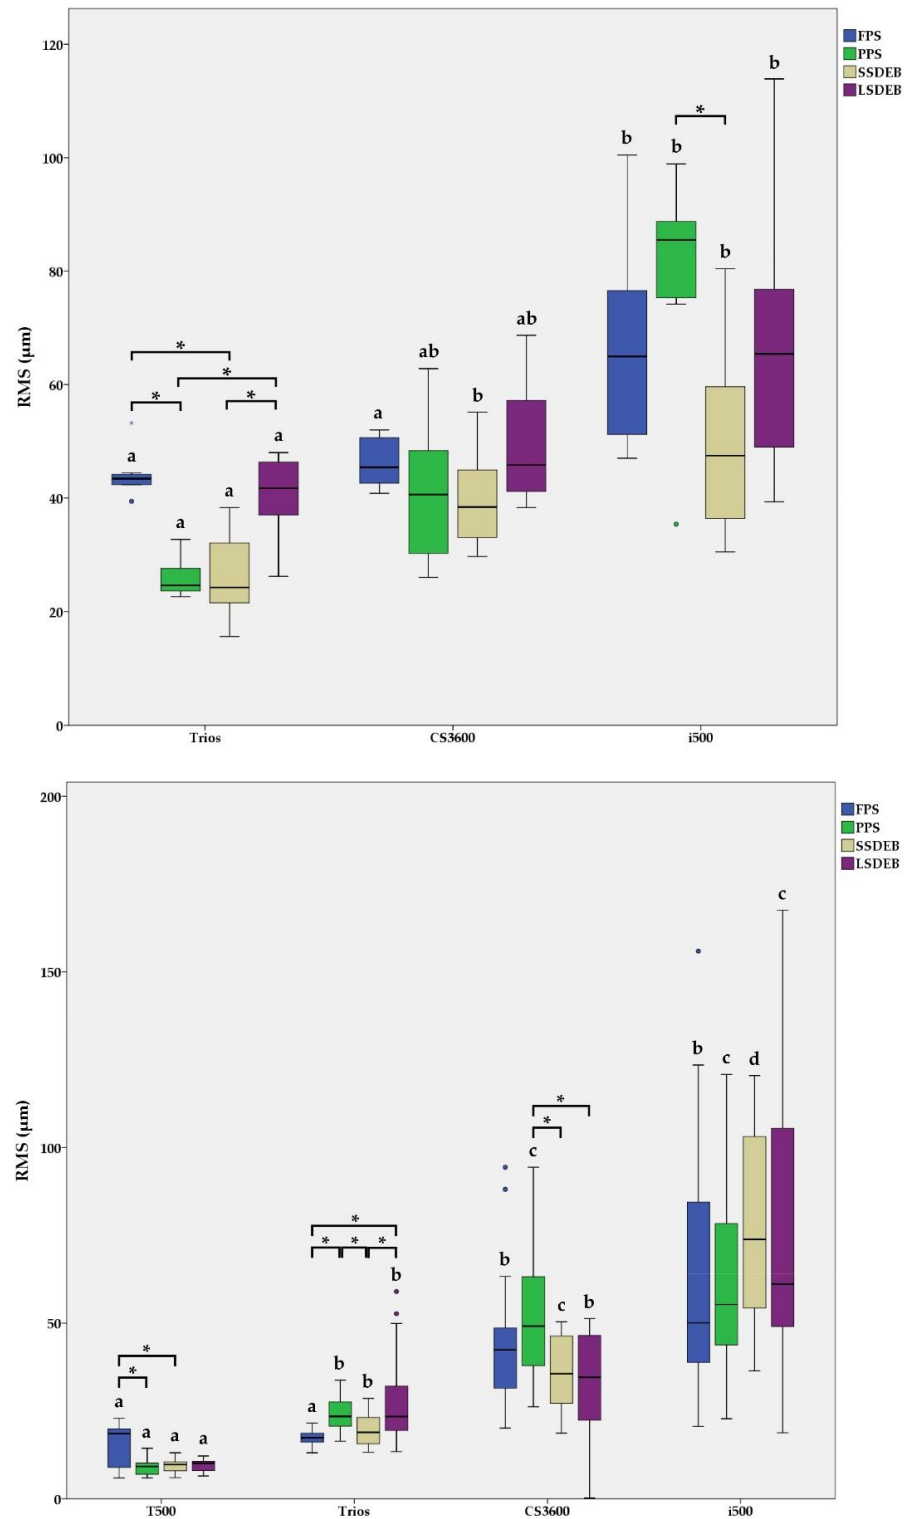 120
100
80
60
40
20
0
RMS (µm)
FPS
PPS
SSDEB
LSDEB
b
*
b
b
b
*
*
*
*
a
a
a
a
a
ab
b
ab
Trios
CS3600
i500
200
150
100
50
0
RMS (µm)
FPS
PPS
SSDEB
LSDEB
c
b
c
d
*
*
c
b
c
b
*
*
*
*
b
a
b
b
*
*
a
a
a
a
T500
Trios
CS3600
i500